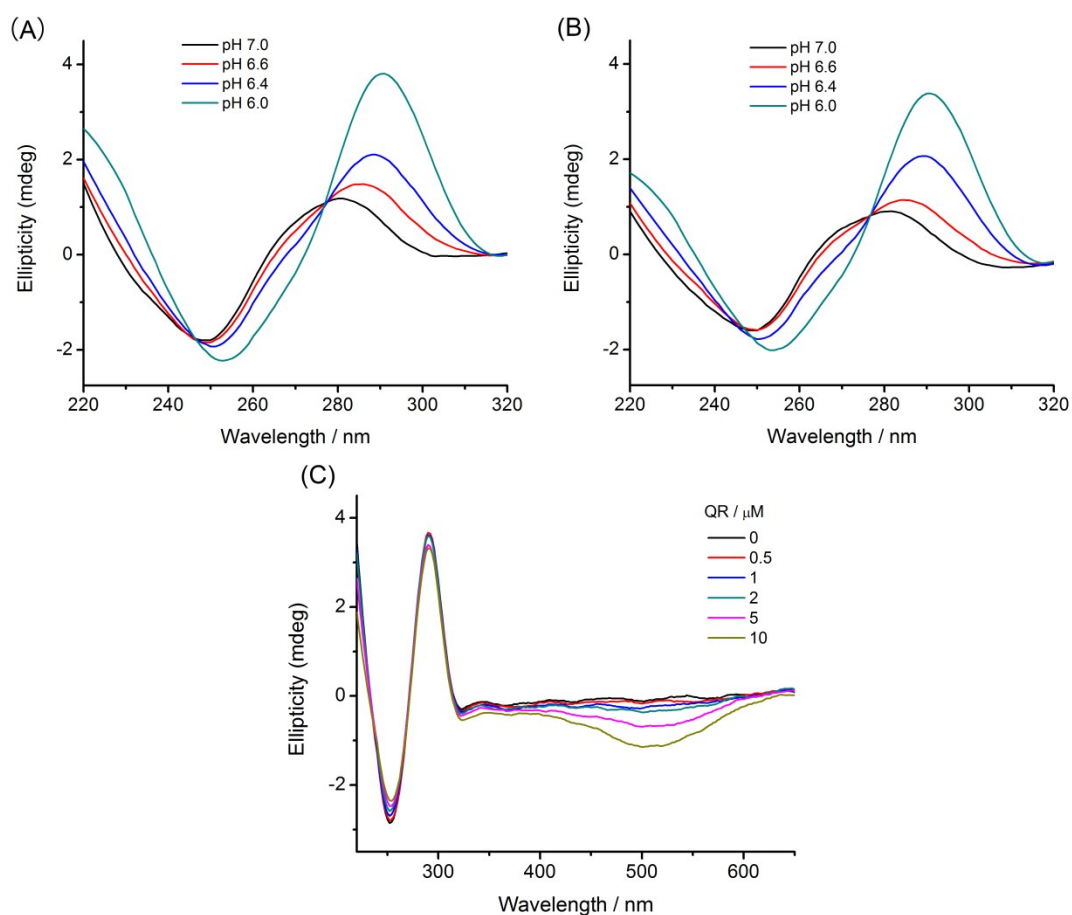 (A)
pH 7.0
pH 6.6
pH 6.4
pH 6.0
4
2
0
-2
220 240 260 280 300 320
Ellipticity (mdeg)
Wavelength / nm
(B)
pH 7.0
pH 6.6
pH 6.4
pH 6.0
4
2
0
-2
220 240 260 280 300 320
Ellipticity (mdeg)
Wavelength / nm
(C)
QR / μM
0
0.5
1
2
5
10
4
2
0
-2
300 400 500 600
Ellipticity (mdeg)
Wavelength / nm